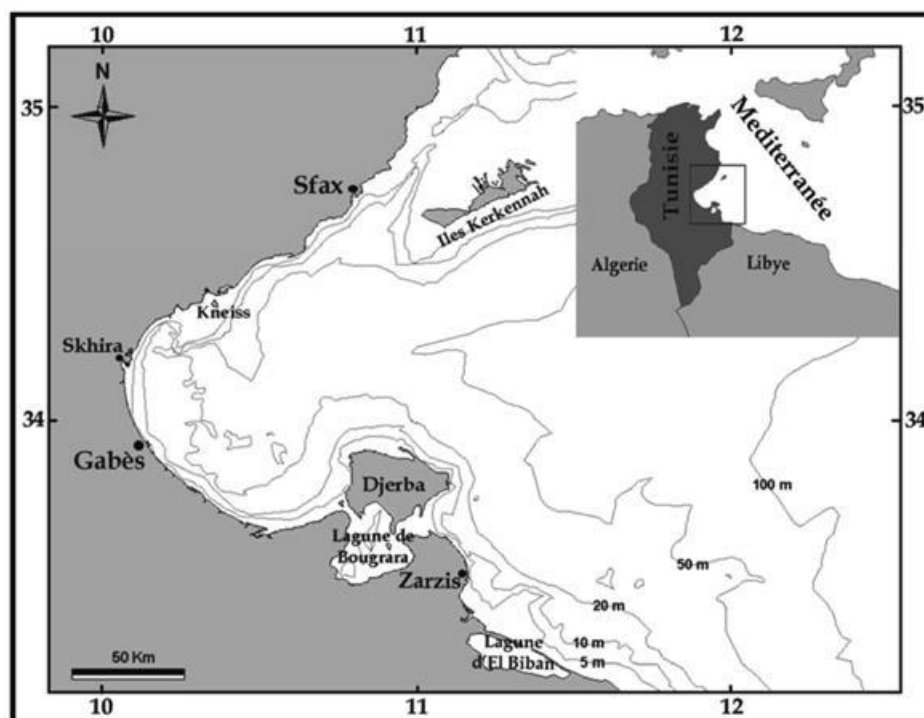 10
11
12
N
35
35
Mediterranée
Tunisie
Sfax
Iles Kerkennah
Algerie
Libye
Kneiss
Skhira
34
34
Gabès
Djerba
100 m
Lagune de
Bougrara
50 m
Zarzis
20 m
10 m
Lagune
d'El Biban
5 m
50 Km
10
11
12